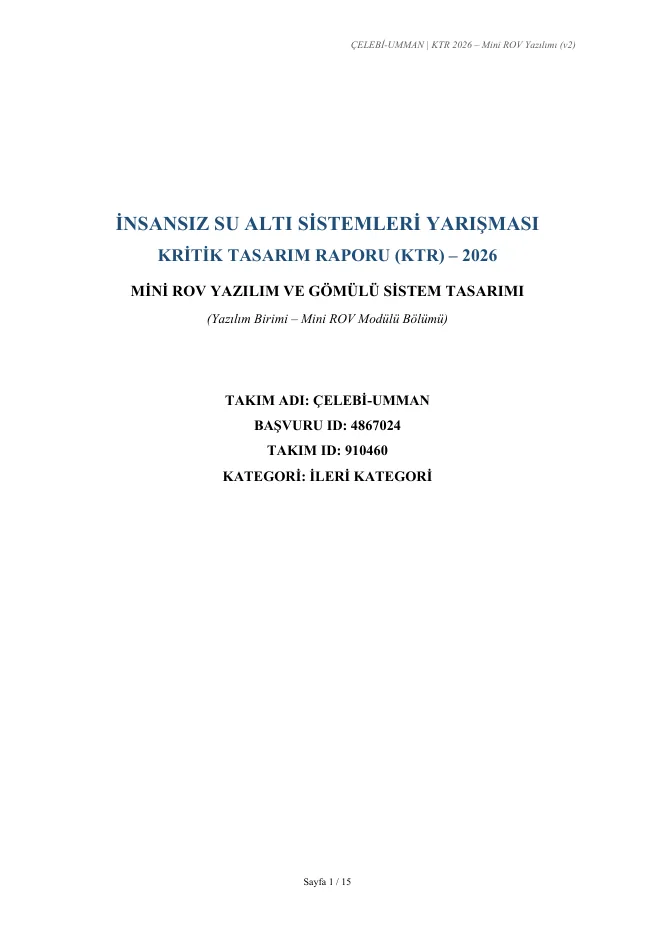 ÇELEBİ-UMMAN | KTR 2026 – Mini ROV Yazılımı (v2)
İNSANSIZ SU ALTI SİSTEMLERİ YARIŞMASI
KRİTİK TASARIM RAPORU (KTR) – 2026
MİNİ ROV YAZILIM VE GÖMÜLÜ SİSTEM TASARIMI
(Yazılım Birimi – Mini ROV Modülü Bölümü)
TAKIM ADI: ÇELEBİ-UMMAN
BAŞVURU ID: 4867024
TAKIM ID: 910460
KATEGORİ: İLERİ KATEGORİ
Sayfa 1 / 15